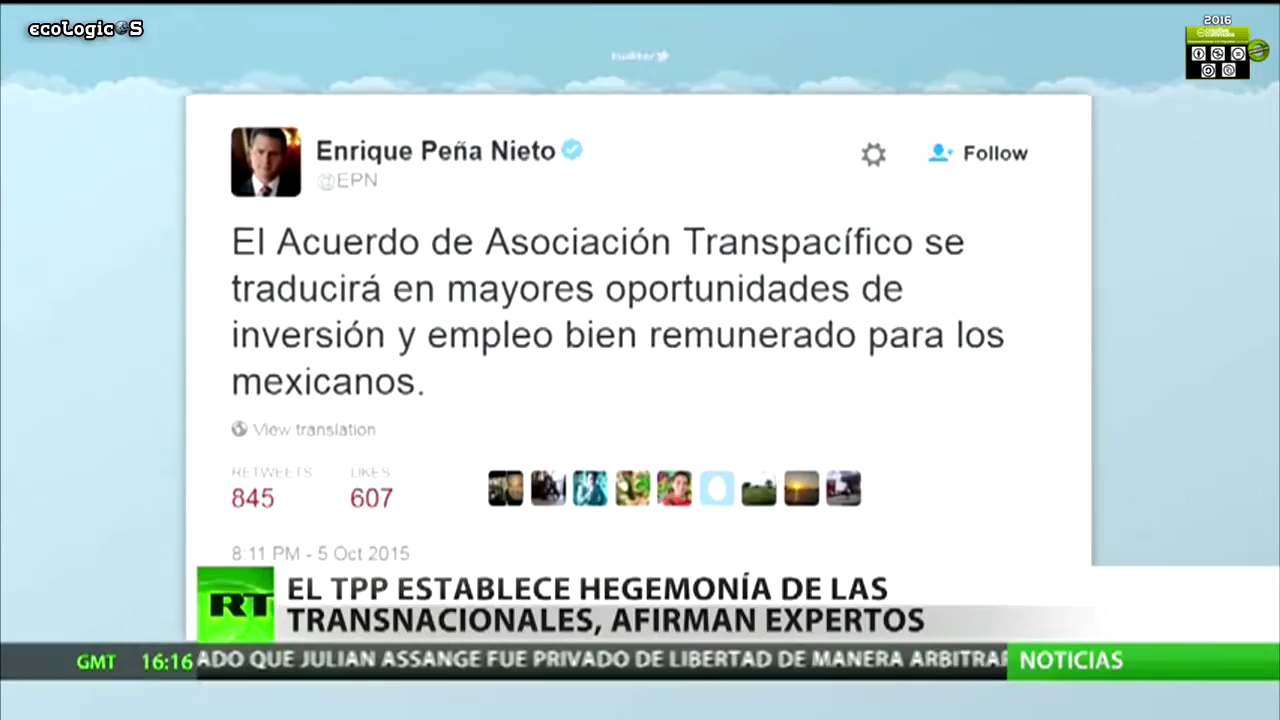 ecoLogicoS
2016
creative commons
twitter
Enrique Peña Nieto
@EPN
Follow
El Acuerdo de Asociación Transpacífico se
traducirá en mayores oportunidades de
inversión y empleo bien remunerado para los
mexicanos.
View translation
RETWEETS LIKES
845 607
8:11 PM - 5 Oct 2015
RT
EL TPP ESTABLECE HEGEMONÍA DE LAS
TRANSNACIONALES, AFIRMAN EXPERTOS
GMT 16:16 ADO QUE JULIAN ASSANGE FUE PRIVADO DE LIBERTAD DE MANERA ARBITRAR NOTICIAS